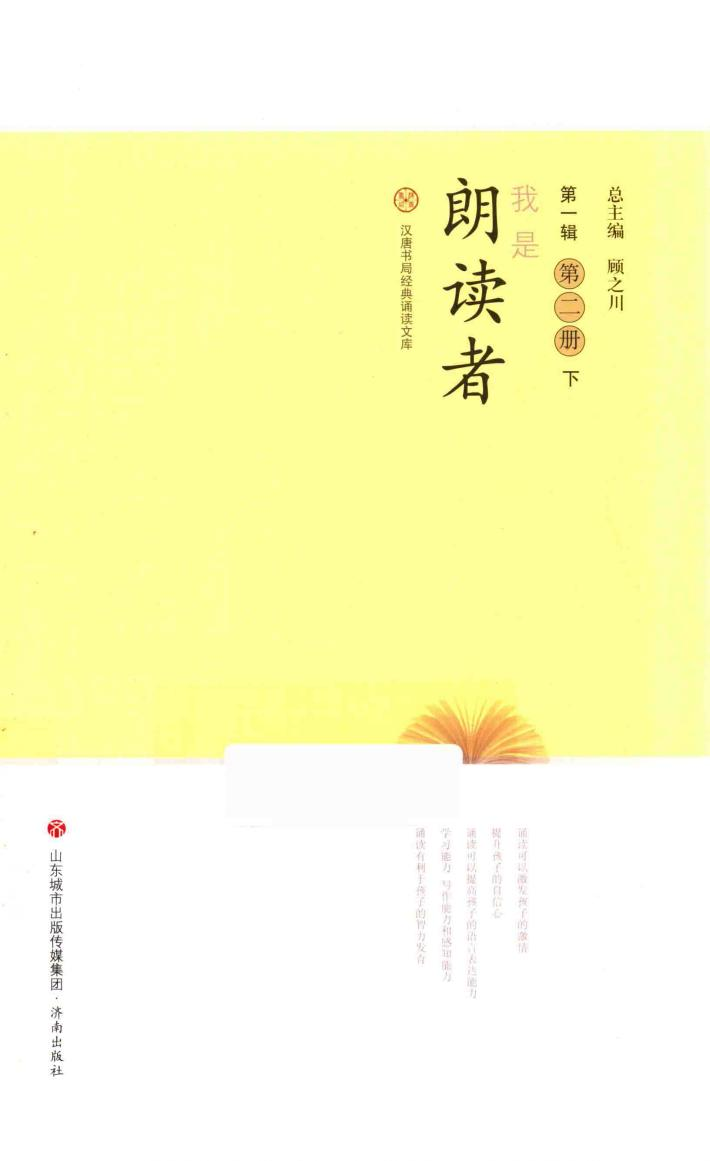 总主编 顾之川
第一辑 第二册 下
我是
朗读者
汉唐书局经典诵读文库
诵读可以激发孩子的激情
提升孩子的自信心
诵读可以提高孩子的语言表达能力
学习能力 写作能力和感知能力
诵读有利于孩子的智力发育
山东城市出版传媒集团·济南出版社